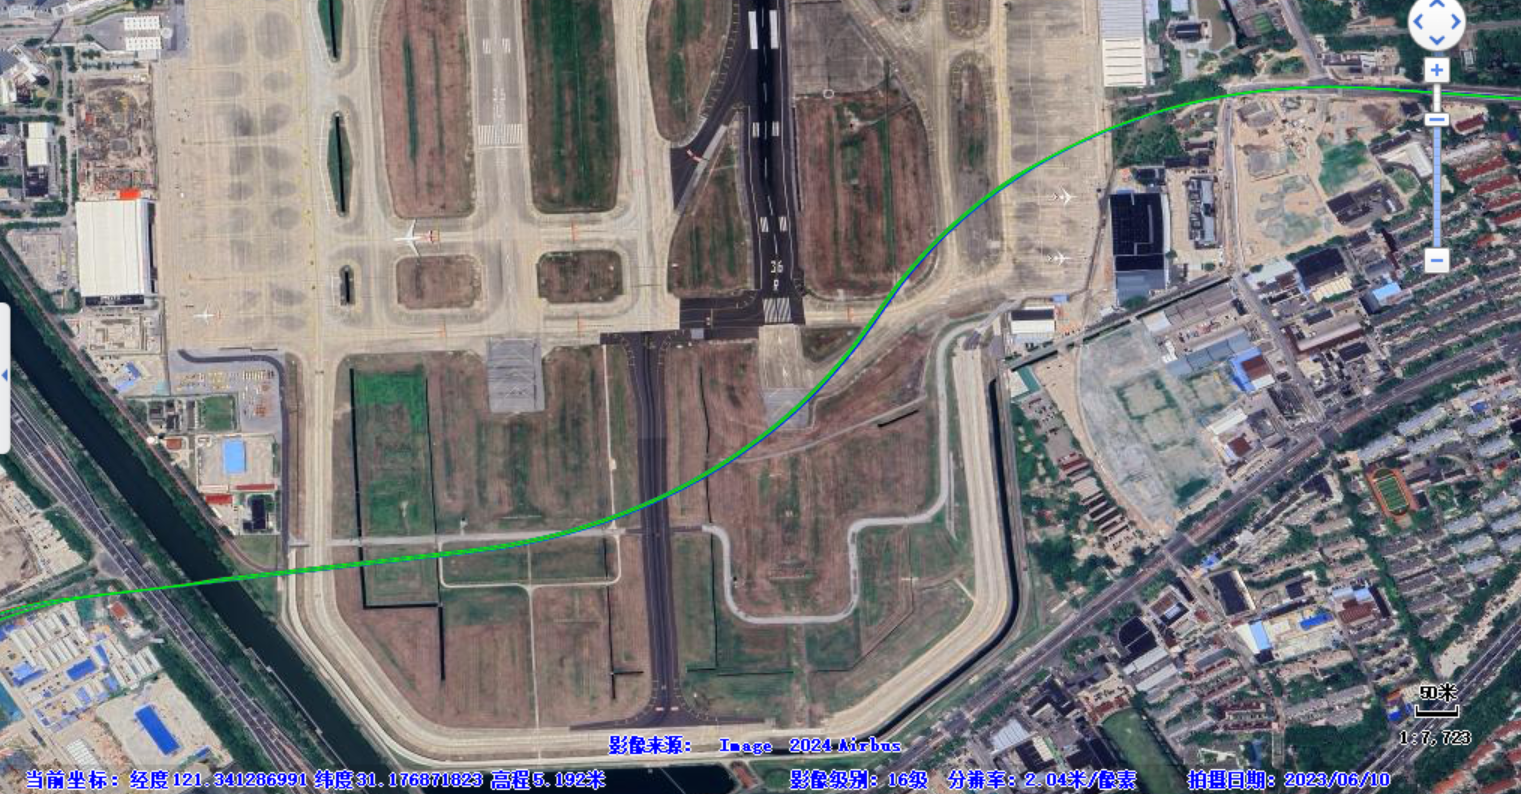 36
R
50米
1:7,723
影像来源: Image 2024 Airbus
当前坐标: 经度121.341286991 纬度31.176871823 高程5.192米 影像级别: 16级 分辨率: 2.04米/像素 拍摄日期: 2023/06/10